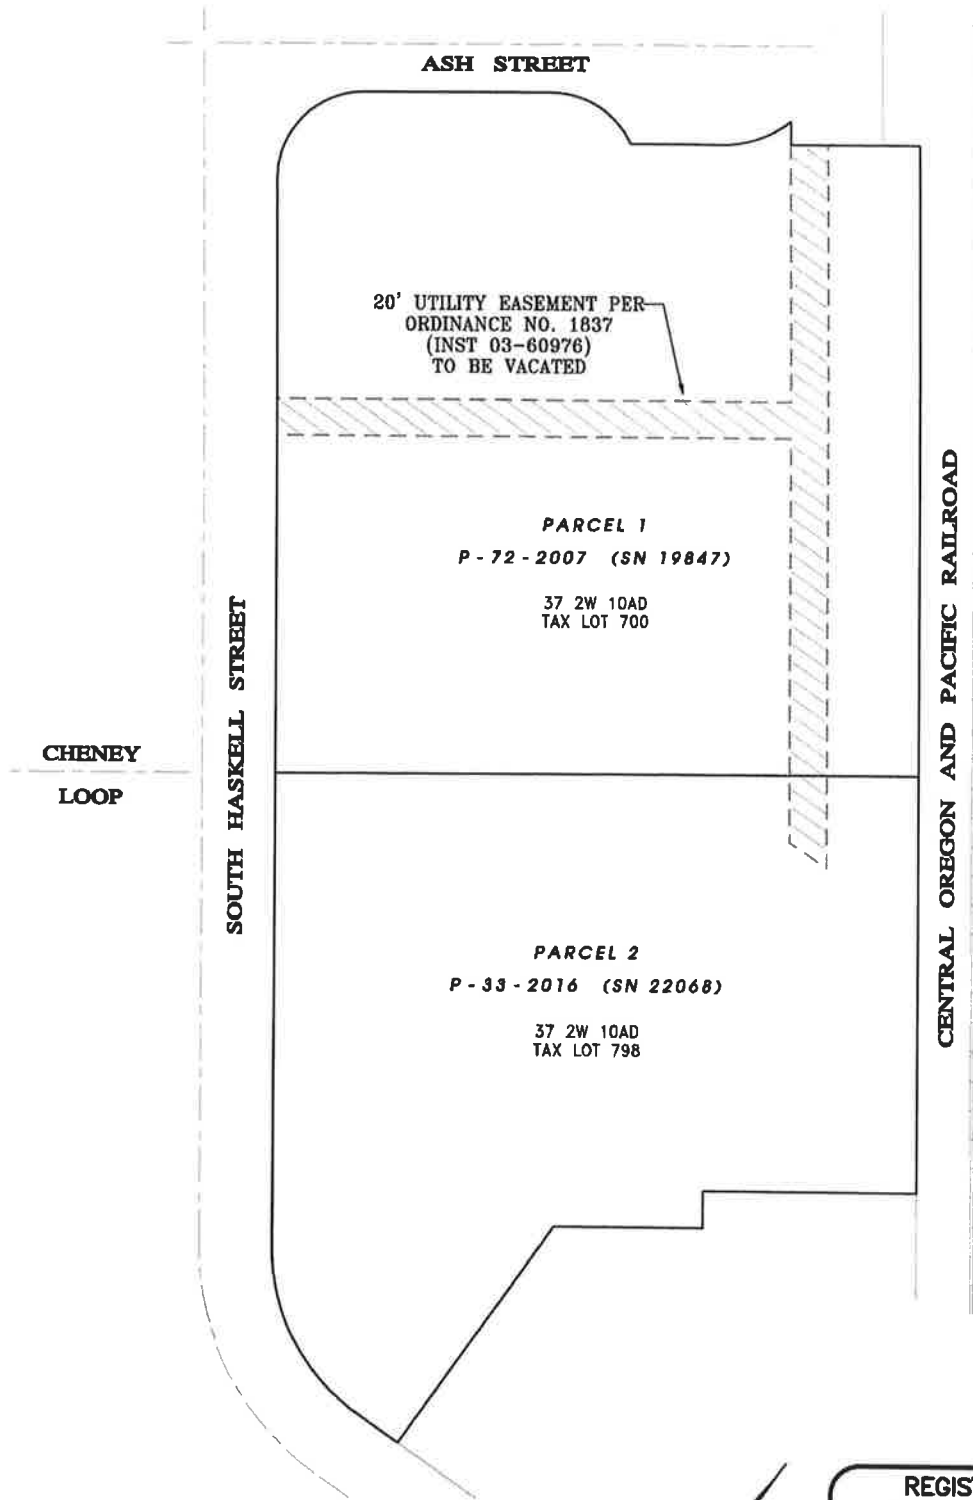 ASH STREET
20' UTILITY EASEMENT PER
ORDINANCE NO. 1837
(INST 03-60976)
TO BE VACATED
PARCEL 1
P-72-2007 (SN 19847)
37 2W 10AD
TAX LOT 700
SOUTH HASKELL STREET
CENTRAL OREGON AND PACIFIC RAILROAD
CHENEY
LOOP
PARCEL 2
P-33-2016 (SN 22068)
37 2W 10AD
TAX LOT 798
REGIS